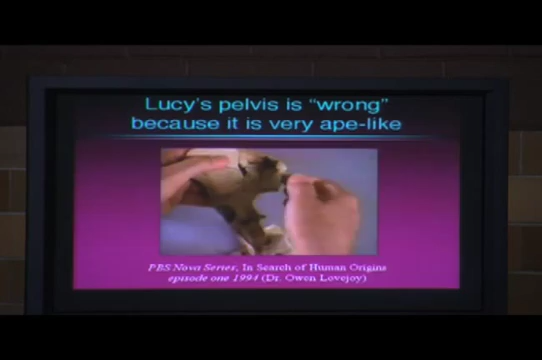 Lucy's pelvis is "wrong"
because it is very ape-like
PBS Nova Series, In Search of Human Origins
episode one 1994 (Dr. Owen Lovejoy)